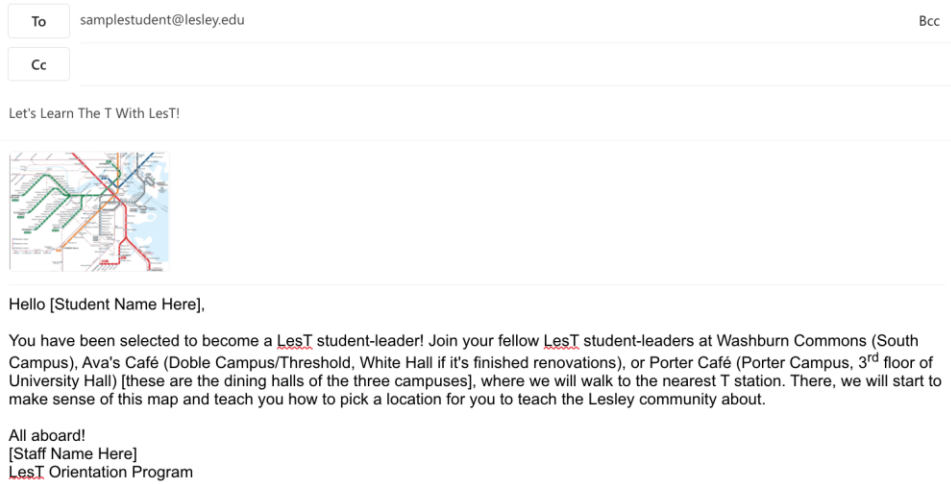 To
samplestudent@lesley.edu
Bcc
Cc
Let's Learn The T With LesT!
Hello [Student Name Here],
You have been selected to become a LesT student-leader! Join your fellow LesT student-leaders at Washburn Commons (South
Campus), Ava's Café (Doble Campus/Threshold, White Hall if it's finished renovations), or Porter Café (Porter Campus, 3rd floor of
University Hall) [these are the dining halls of the three campuses], where we will walk to the nearest T station. There, we will start to
make sense of this map and teach you how to pick a location for you to teach the Lesley community about.
All aboard!
[Staff Name Here]
LesT Orientation Program